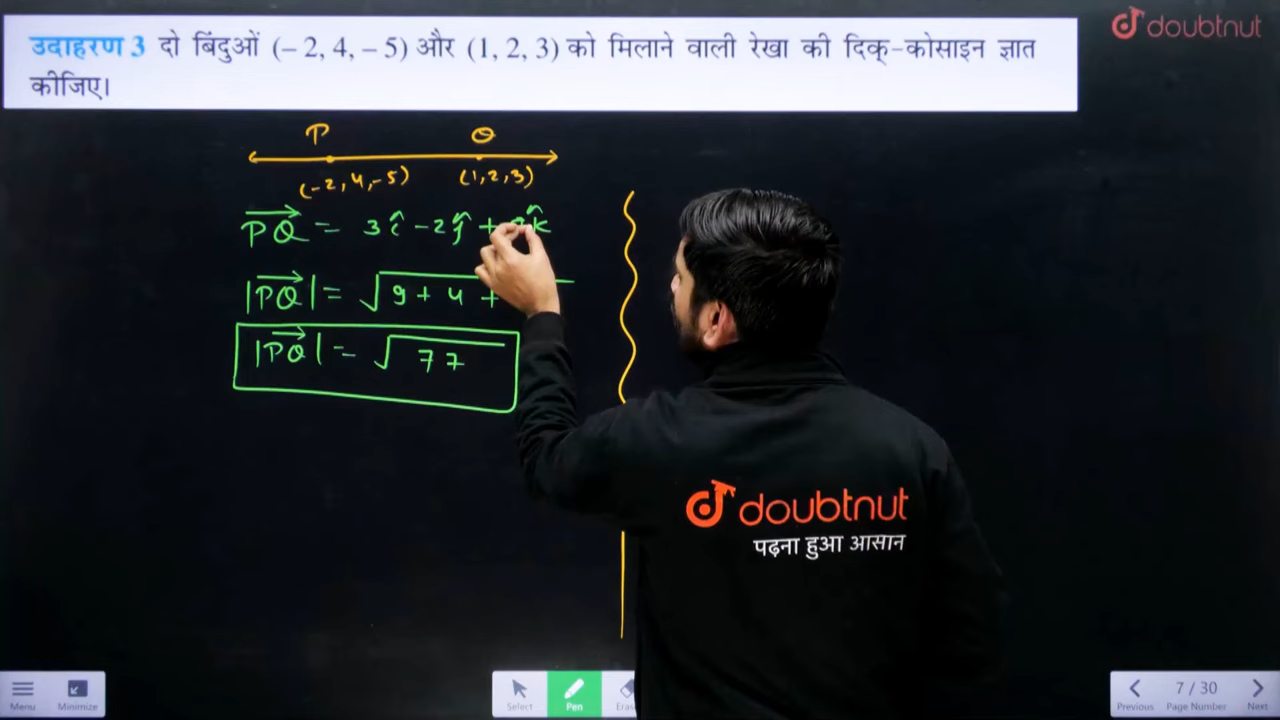 doubtnut
उदाहरण 3 दो बिंदुओं (– 2, 4, – 5) और (1, 2, 3) को मिलाने वाली रेखा की दिक्-कोसाइन ज्ञात
कीजिए।
P Q
(-2,4,-5) (1,2,3)
PQ = 3î - 2ĵ + k̂
|PQ| = √9 + 4 +
|PQ| = √77
doubtnut
पढ़ना हुआ आसान
Menu Minimize Select Pen Previous 7 / 30 Page Number Next